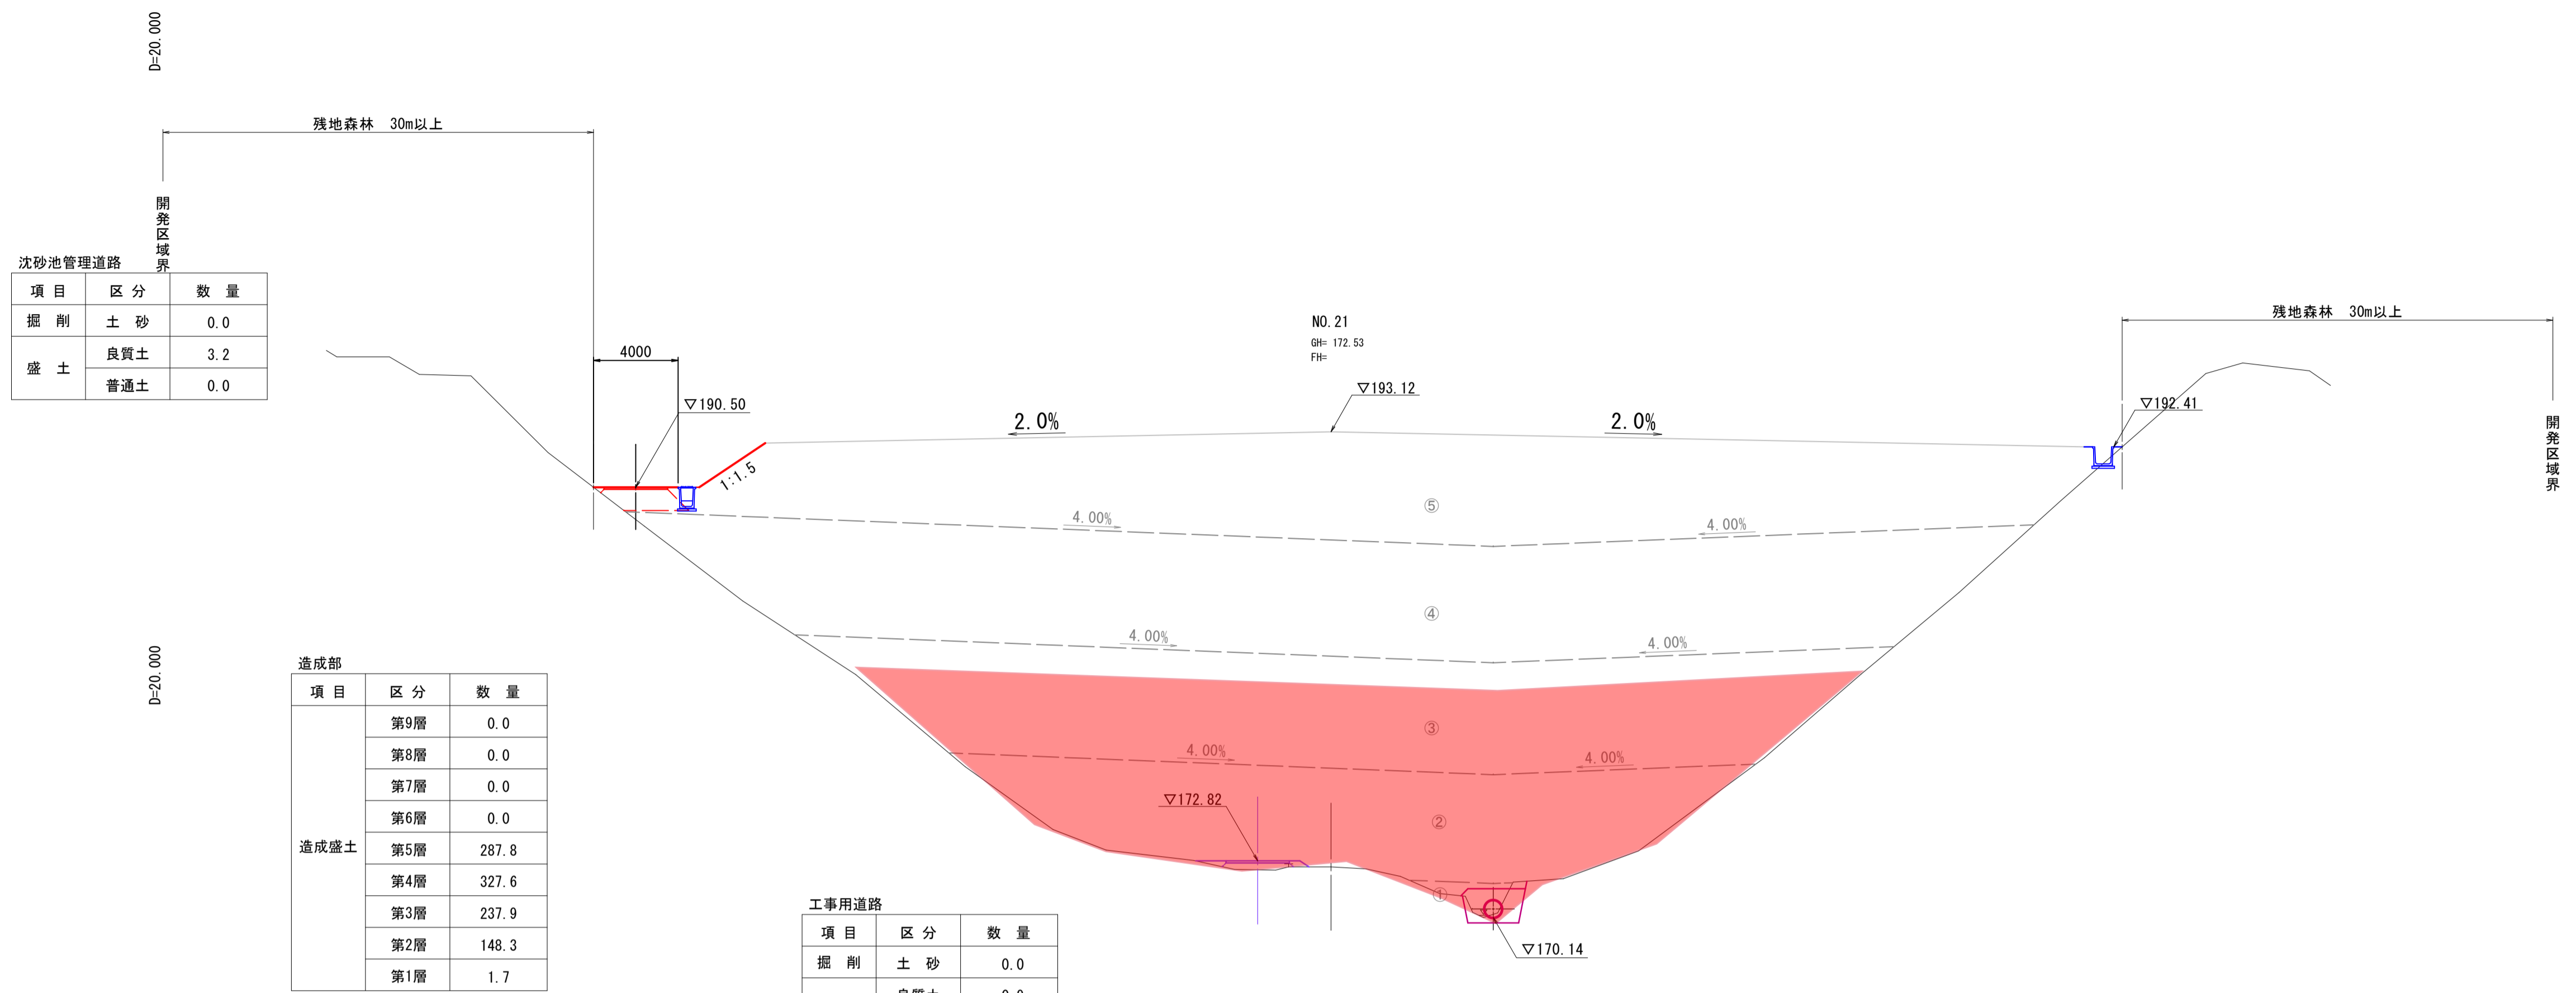 D=20.000
残地森林　30m以上
開発区域界
沈砂池管理道路
項 目　区 分　数　量
掘　削　土　砂　0.0
盛　土　良質土　3.2
普通土　0.0
4000
▽190.50
1:1.5
2.0%
NO.21
GH= 172.53
FH=
▽193.12
2.0%
残地森林　30m以上
▽192.41
開発区域界
⑤
4.00%
4.00%
④
4.00%
4.00%
③
4.00%
4.00%
②
▽172.82
①
▽170.14
D=20.000
造成部
項 目　区 分　数　量
造成盛土　第9層　0.0
第8層　0.0
第7層　0.0
第6層　0.0
第5層　287.8
第4層　327.6
第3層　237.9
第2層　148.3
第1層　1.7
工事用道路
項 目　区 分　数　量
掘　削　土　砂　0.0